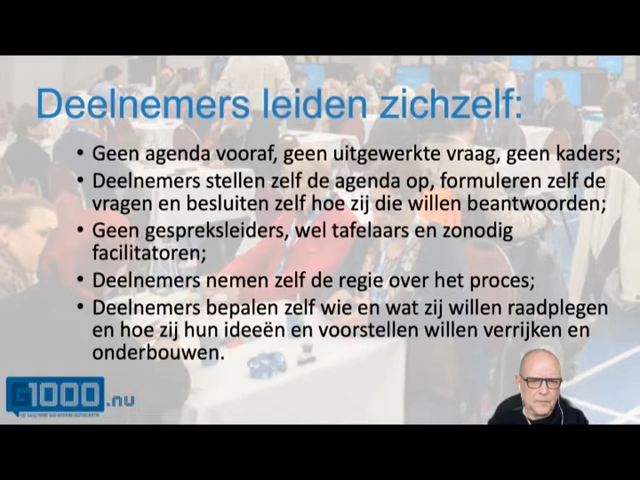 Deelnemers leiden zichzelf:
• Geen agenda vooraf, geen uitgewerkte vraag, geen kaders;
• Deelnemers stellen zelf de agenda op, formuleren zelf de
vragen en besluiten zelf hoe zij die willen beantwoorden;
• Geen gespreksleiders, wel tafelaars en zonodig
facilitatoren;
• Deelnemers nemen zelf de regie over het proces;
• Deelnemers bepalen zelf wie en wat zij willen raadplegen
en hoe zij hun ideeën en voorstellen willen verrijken en
onderbouwen.
G1000.nu